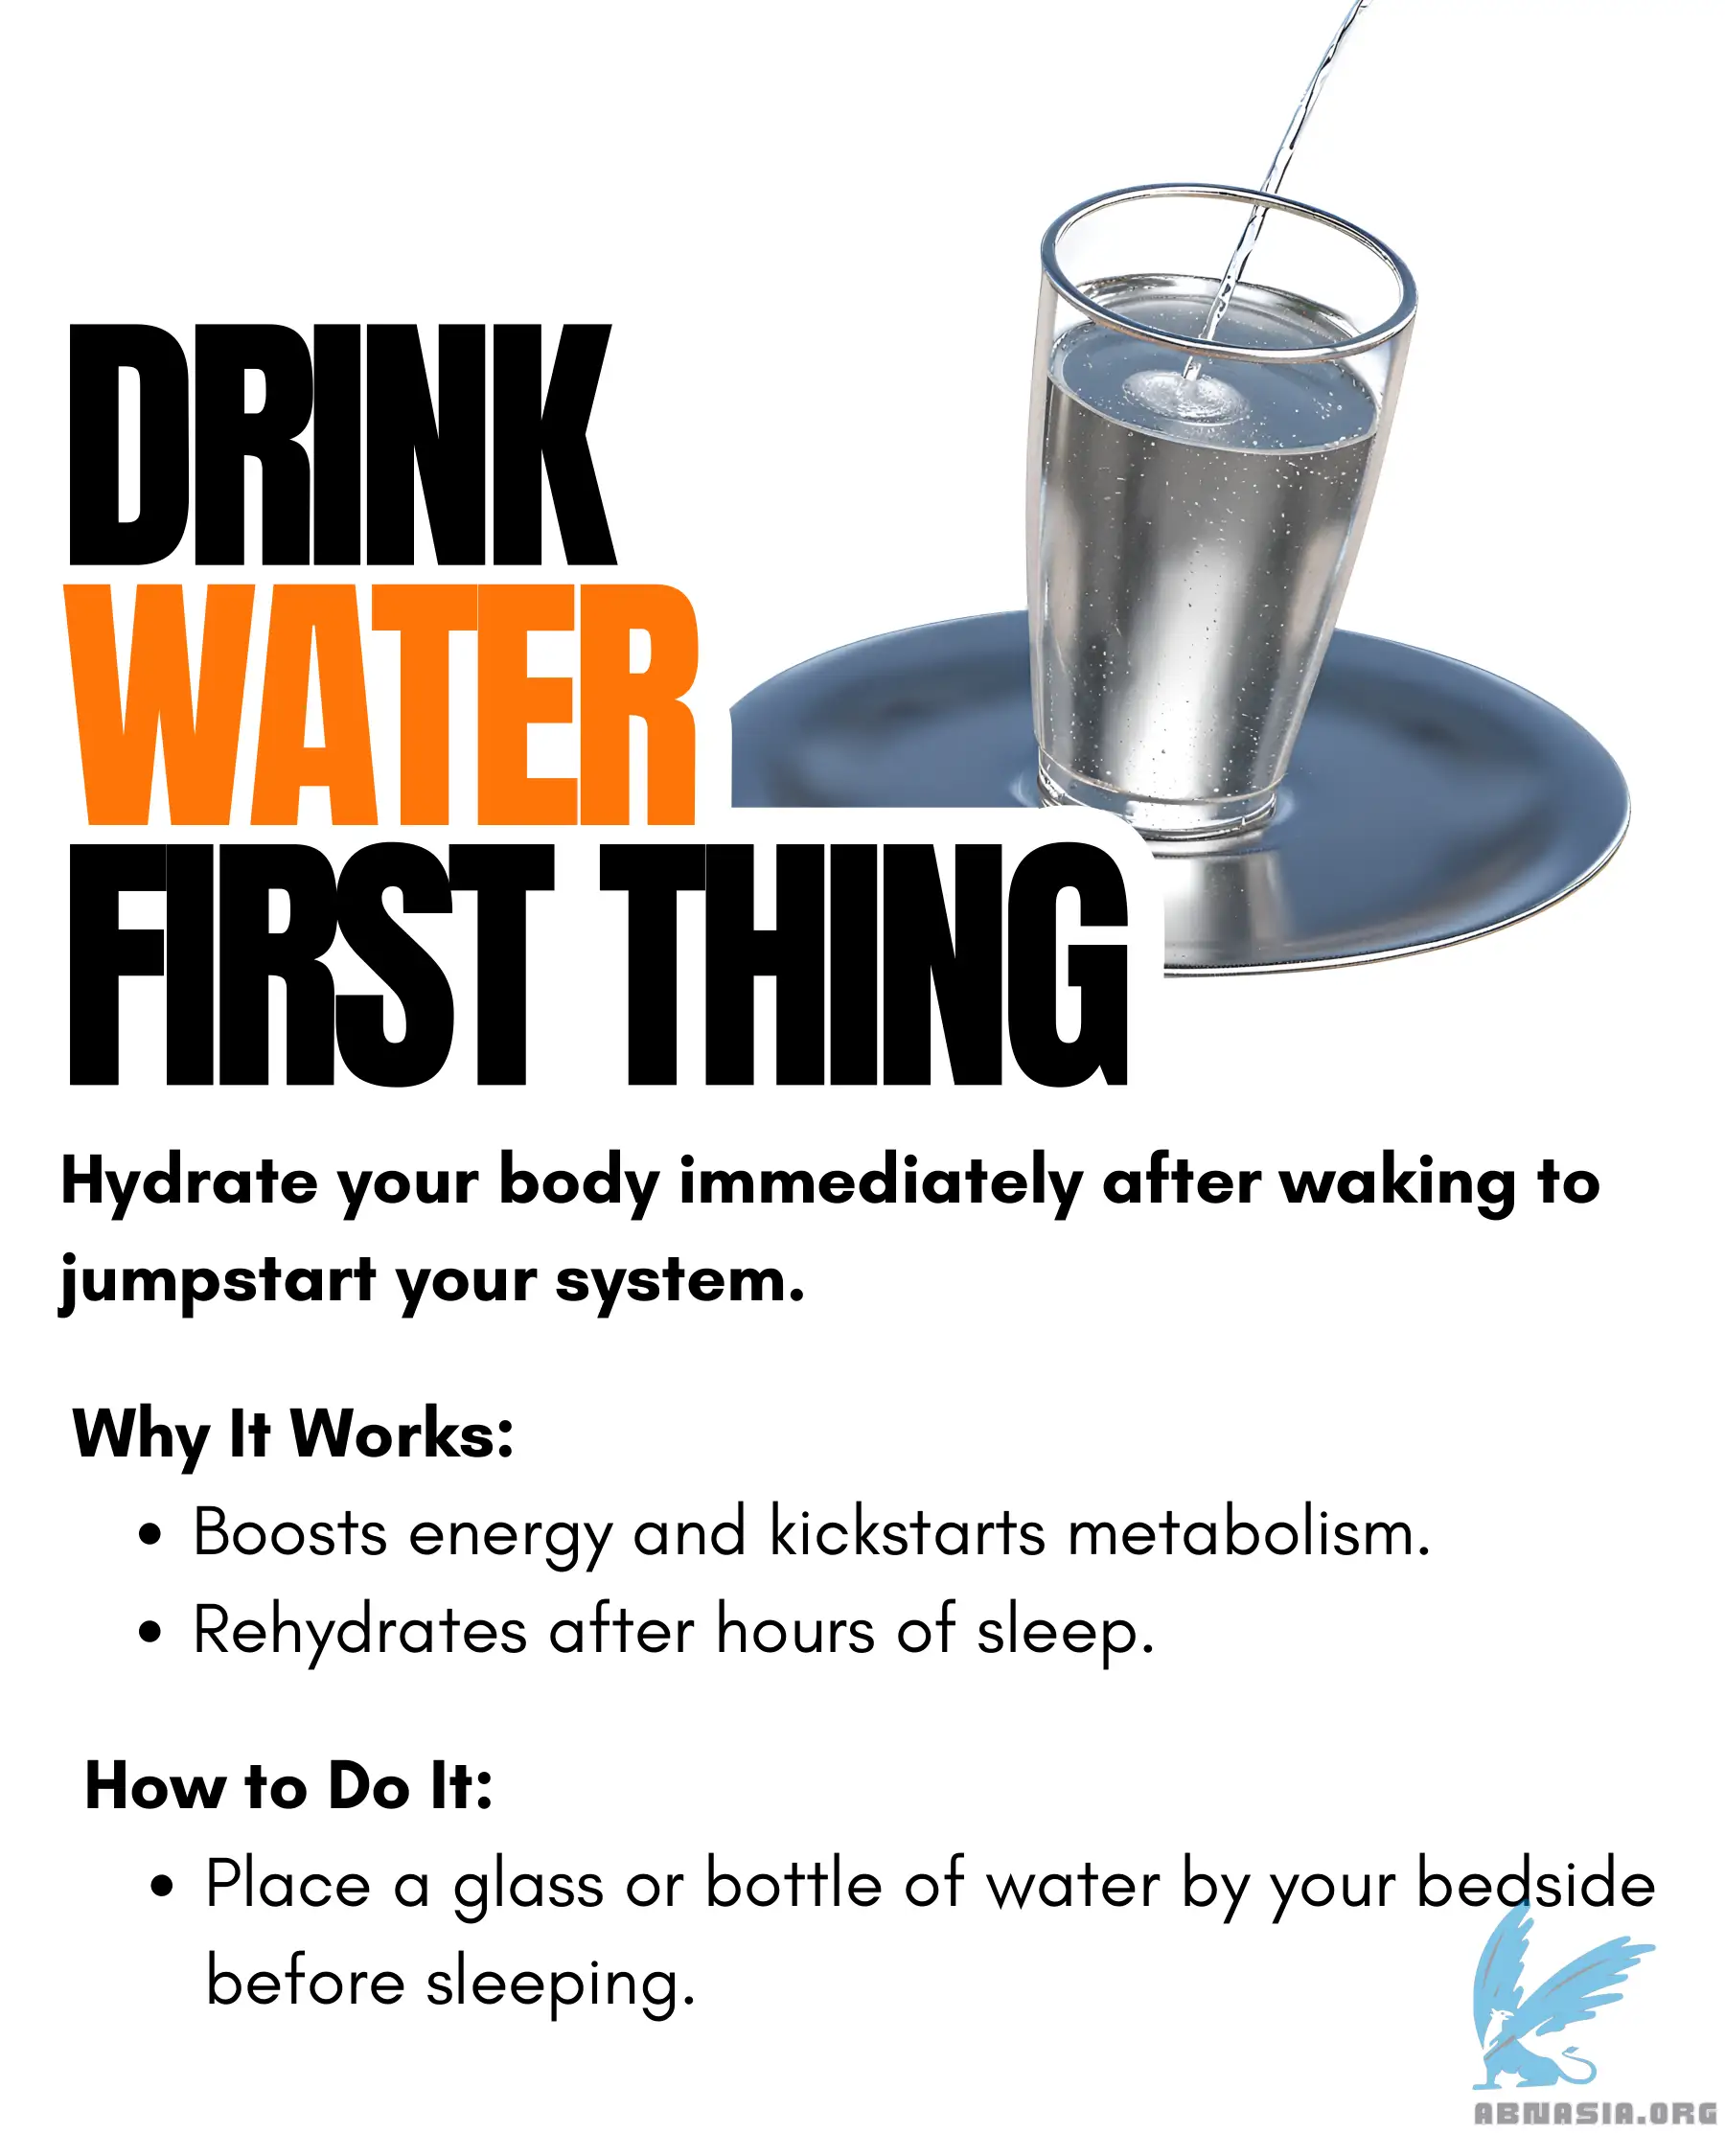 DRINK
WATER
FIRST THING
Hydrate your body immediately after waking to
jumpstart your system.
Why It Works:
• Boosts energy and kickstarts metabolism.
• Rehydrates after hours of sleep.
How to Do It:
• Place a glass or bottle of water by your bedside
before sleeping.
ABNASIA.ORG